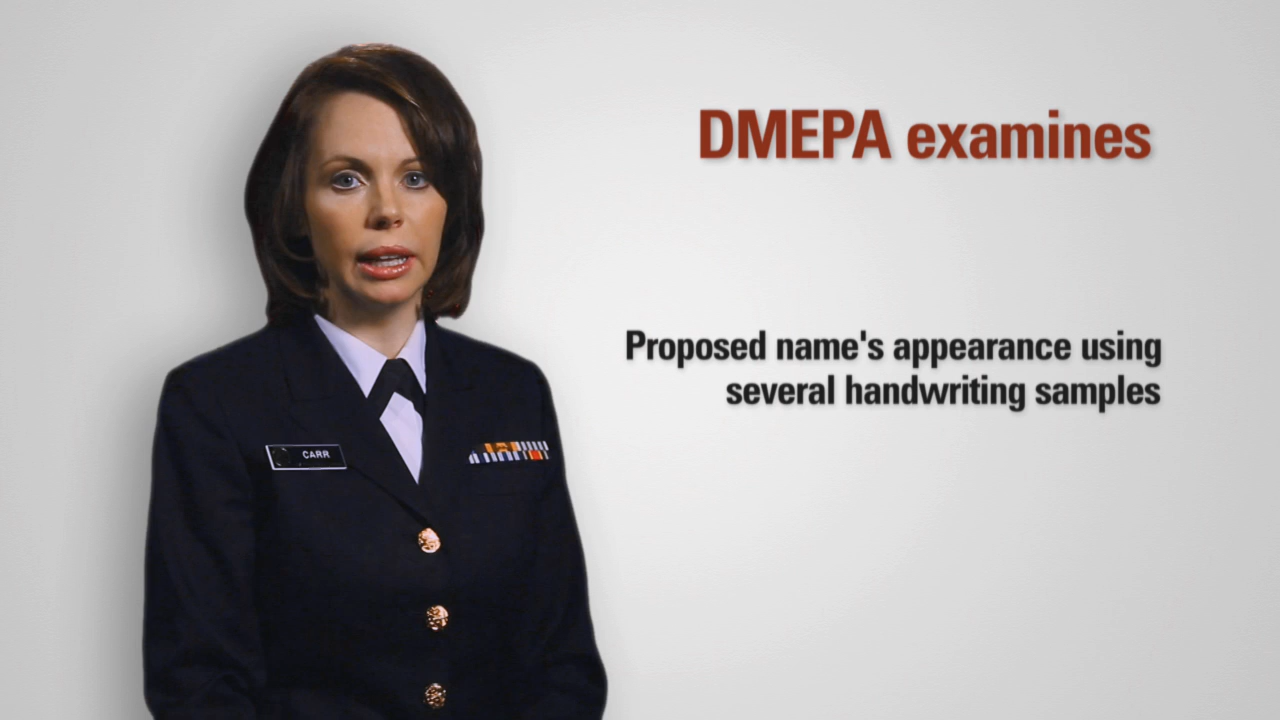 DMEPA examines
Proposed name's appearance using
several handwriting samples
CARR